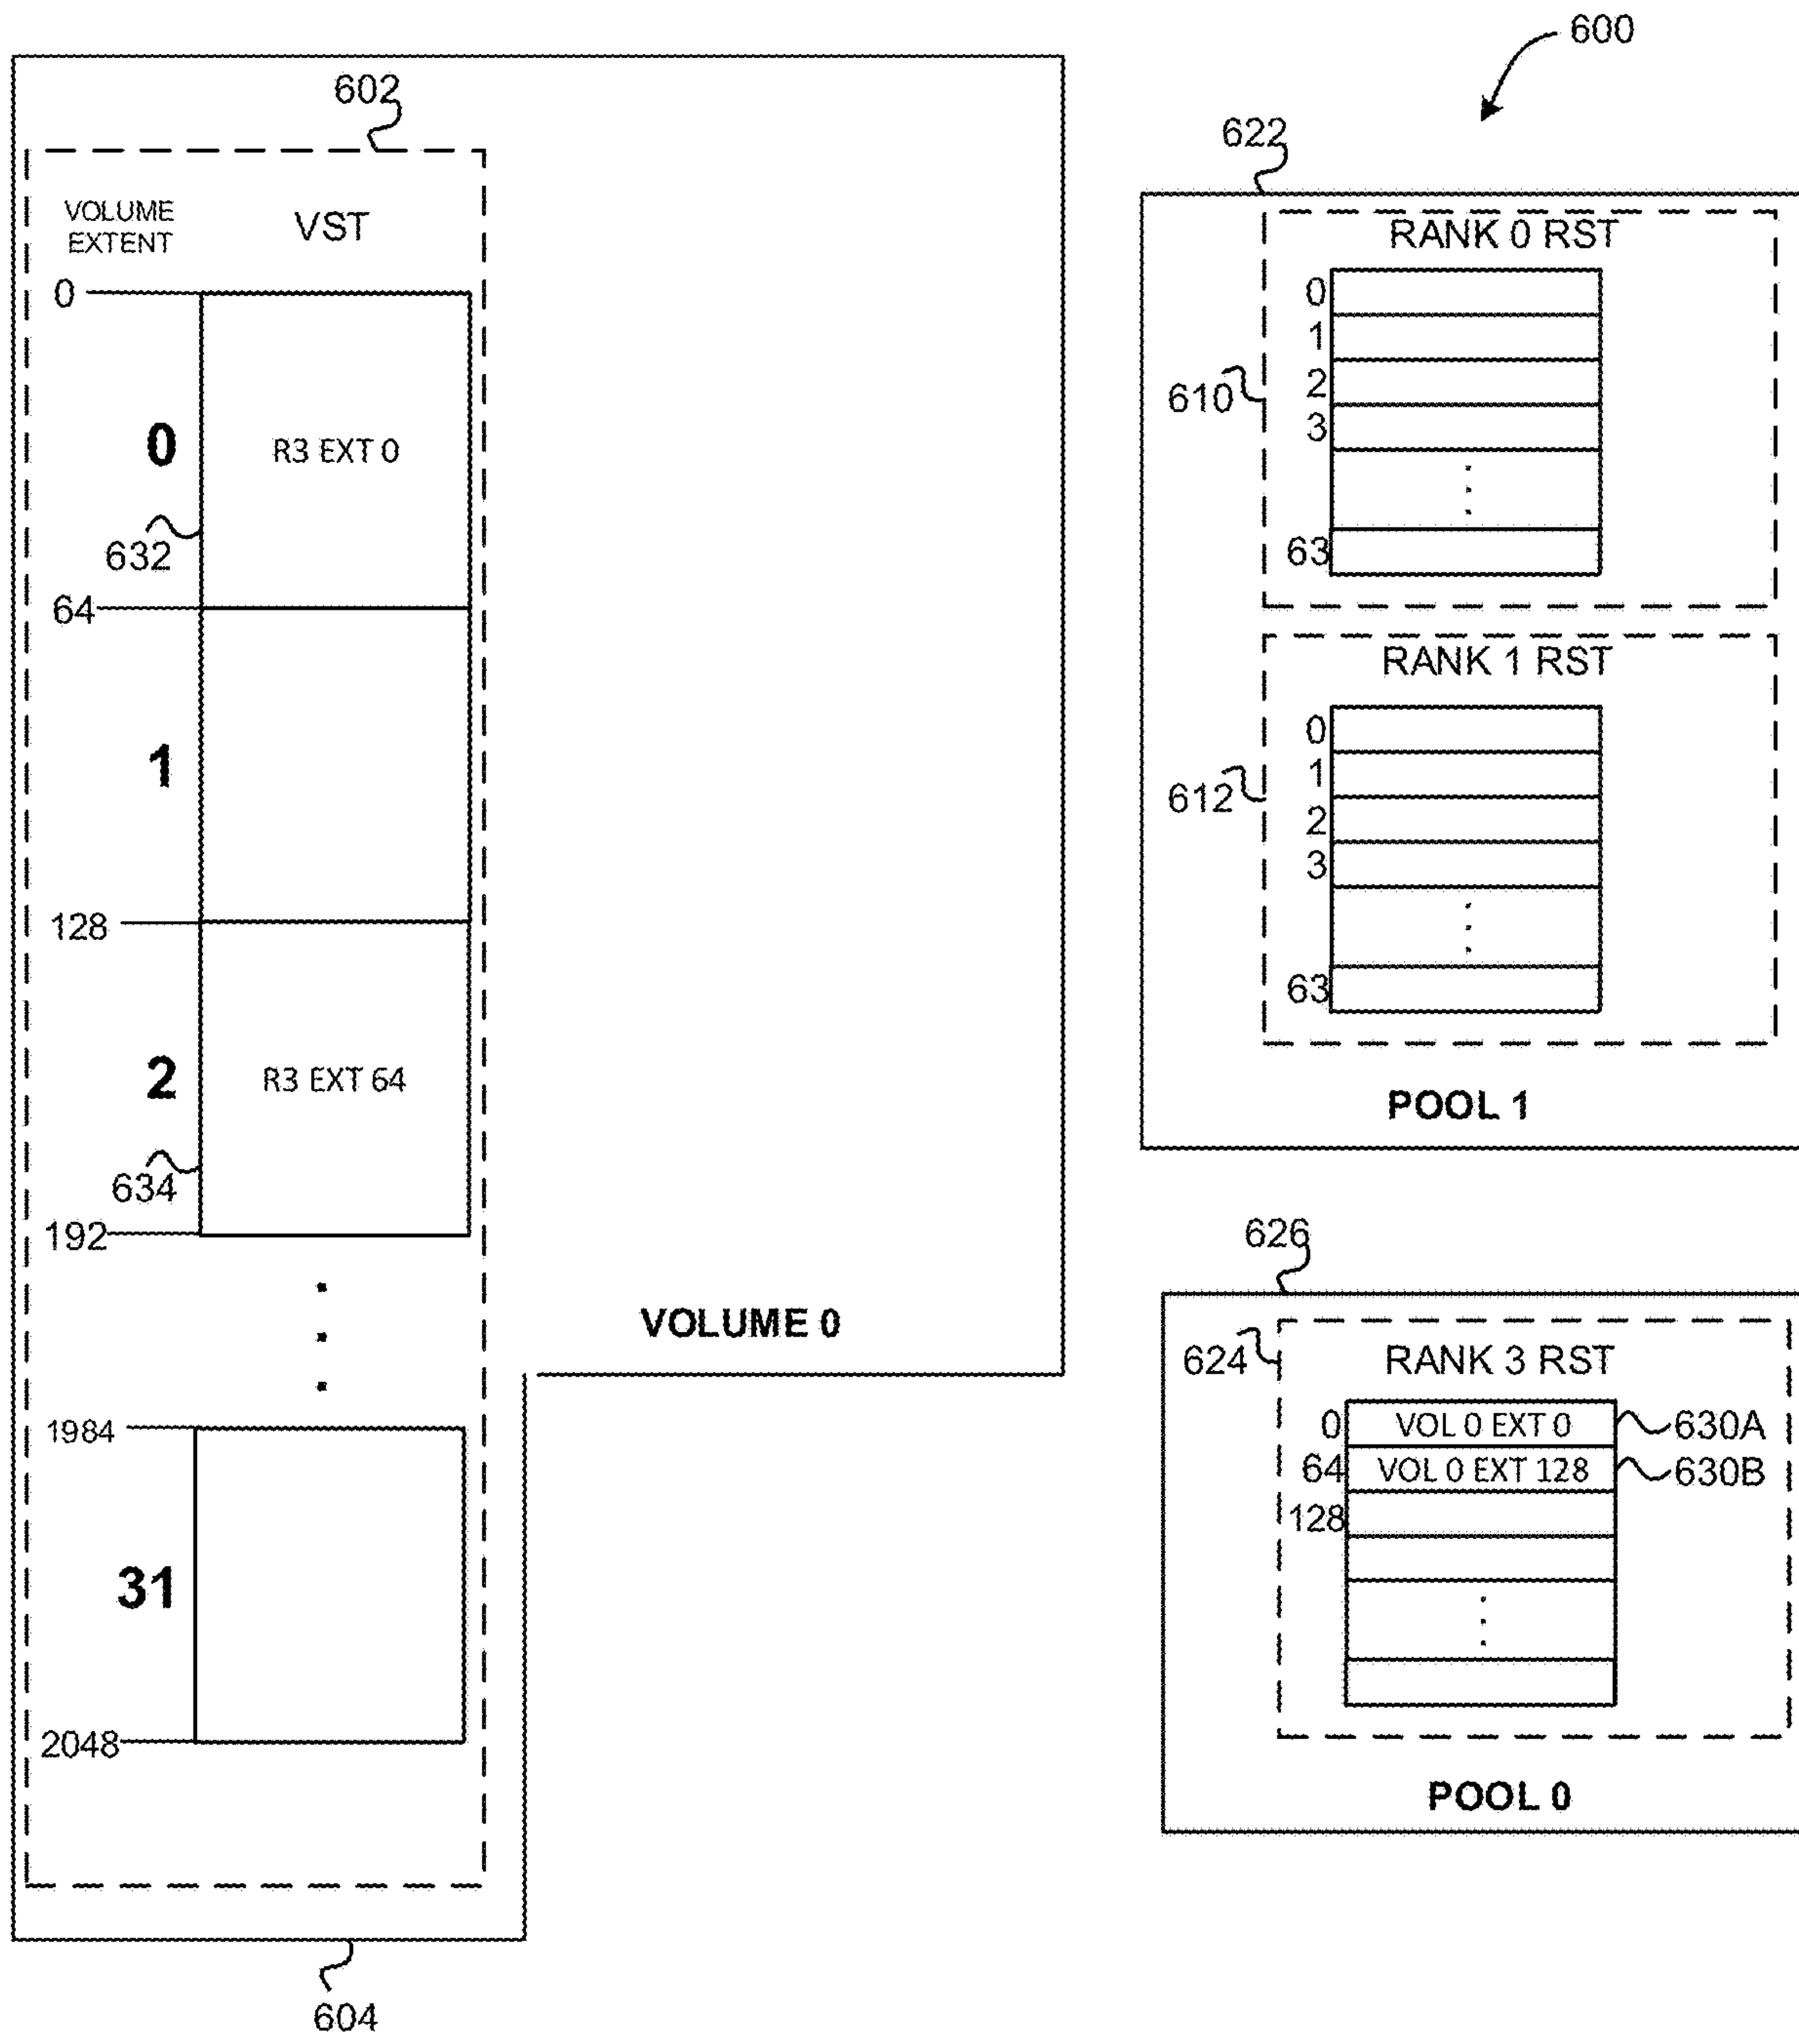 600
602
VOLUME
EXTENT
VST
0
0
R3 EXT 0
632
64
1
128
2
R3 EXT 64
634
192
VOLUME 0
1984
31
2048
604
622
RANK 0 RST
0
1
610
2
3
63
RANK 1 RST
0
1
612
2
3
63
POOL 1
626
624
RANK 3 RST
0
VOL 0 EXT 0
630A
64
VOL 0 EXT 128
630B
128
POOL 0